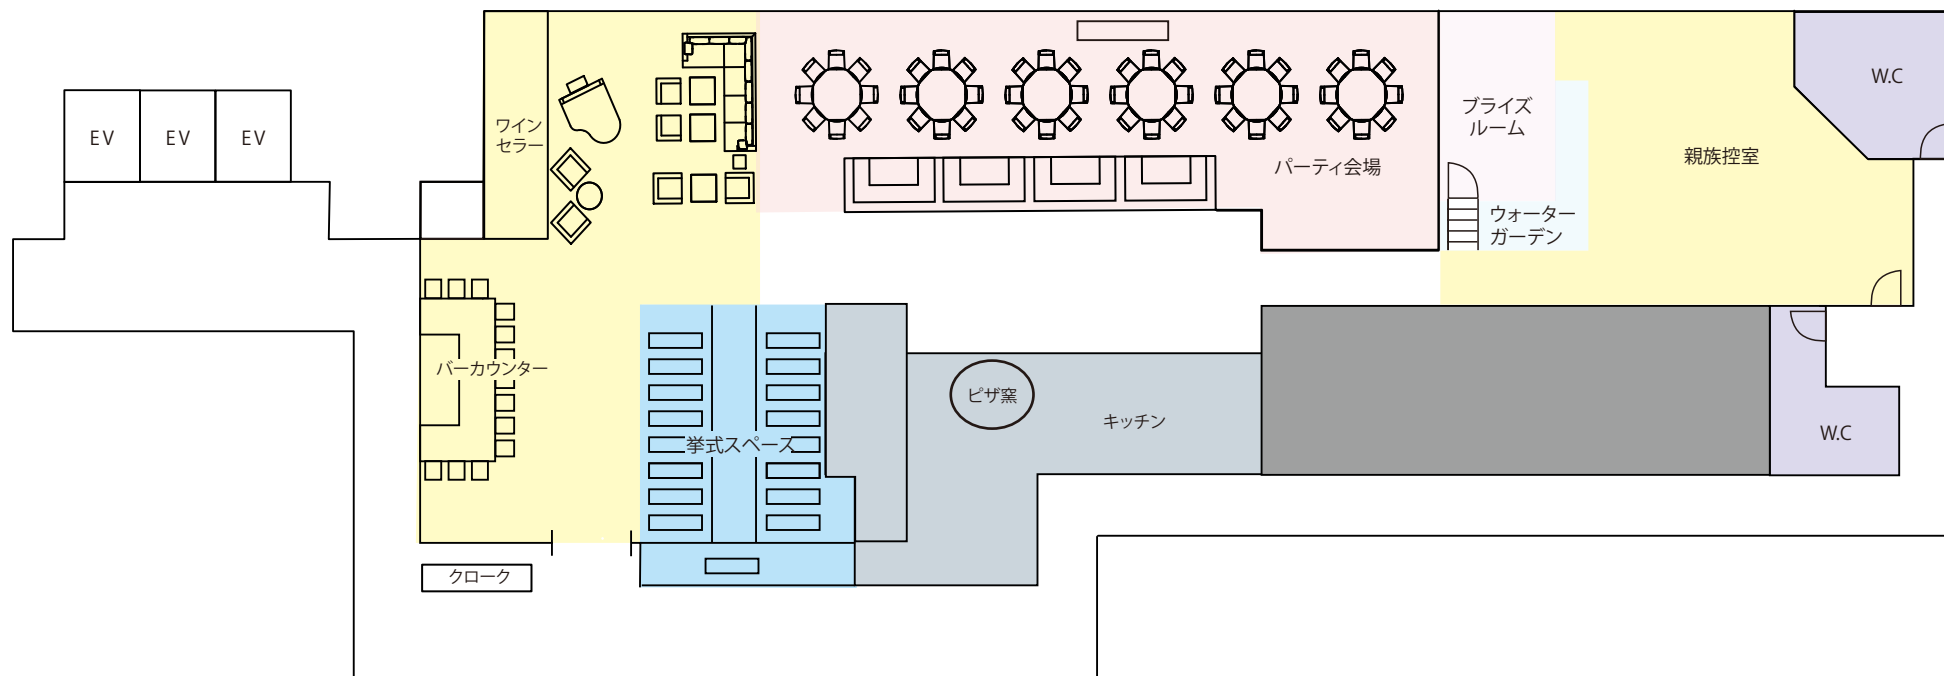 EV
EV
EV
ワイン
セラー
パーティ会場
ブライズ
ルーム
ウォーター
ガーデン
親族控室
W.C
バーカウンター
挙式スペース
ピザ窯
キッチン
W.C
クローク